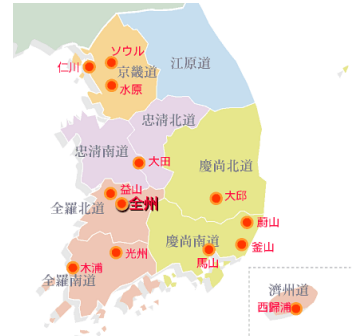 ソウル
仁川
京畿道
江原道
水原
忠清北道
忠清南道
大田
慶尚北道
益山
大邱
全州
全羅北道
蔚山
慶尚南道
釜山
光州
馬山
木浦
全羅南道
済州道
西歸浦